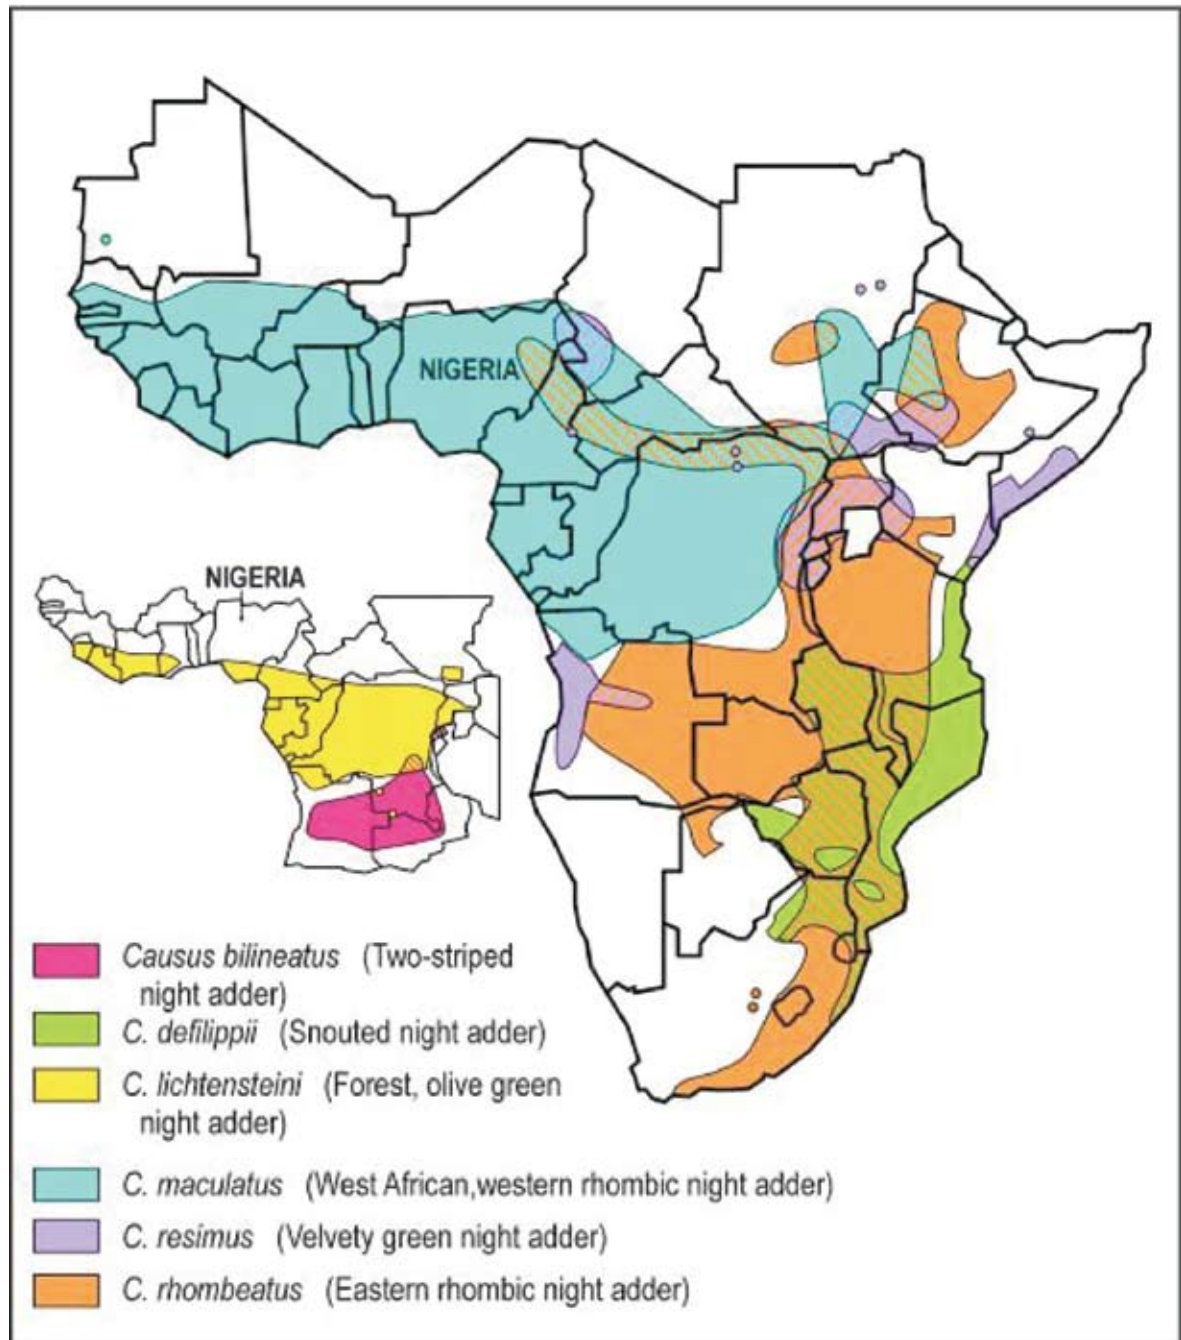 NIGERIA
NIGERIA
Causus bilineatus (Two-striped
night adder)
C. defilippii (Snouted night adder)
C. lichtensteini (Forest, olive green
night adder)
C. maculatus (West African,western rhombic night adder)
C. resimus (Velvety green night adder)
C. rhombeatus (Eastern rhombic night adder)